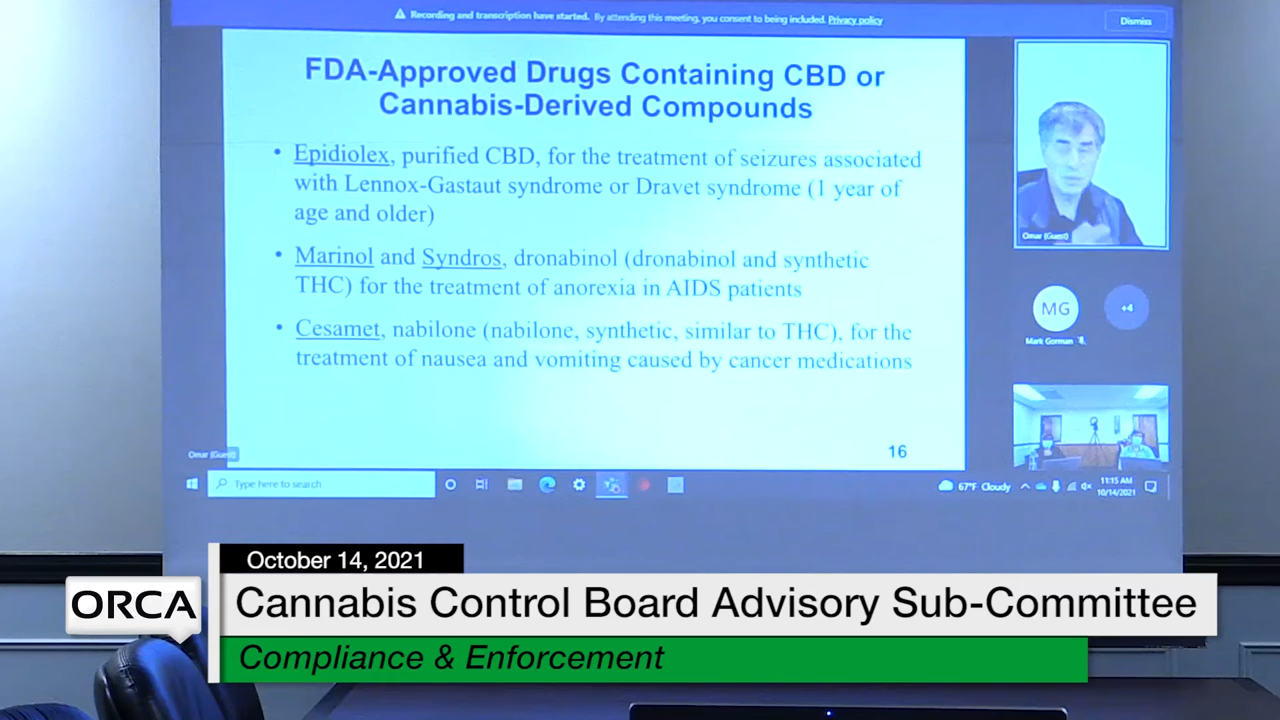 Recording and transcription have started. By attending this meeting, you consent to being included. Privacy policy
Dismiss
FDA-Approved Drugs Containing CBD or
Cannabis-Derived Compounds
• Epidiolex, purified CBD, for the treatment of seizures associated
with Lennox-Gastaut syndrome or Dravet syndrome (1 year of
age and older)
• Marinol and Syndros, dronabinol (dronabinol and synthetic
THC) for the treatment of anorexia in AIDS patients
• Cesamet, nabilone (nabilone, synthetic, similar to THC), for the
treatment of nausea and vomiting caused by cancer medications
16
Omar (Guest)
MG
+4
Mark Gorman
Omar (Guest)
Type here to search
67°F Cloudy
11:15 AM
10/14/2021
October 14, 2021
ORCA
Cannabis Control Board Advisory Sub-Committee
Compliance & Enforcement